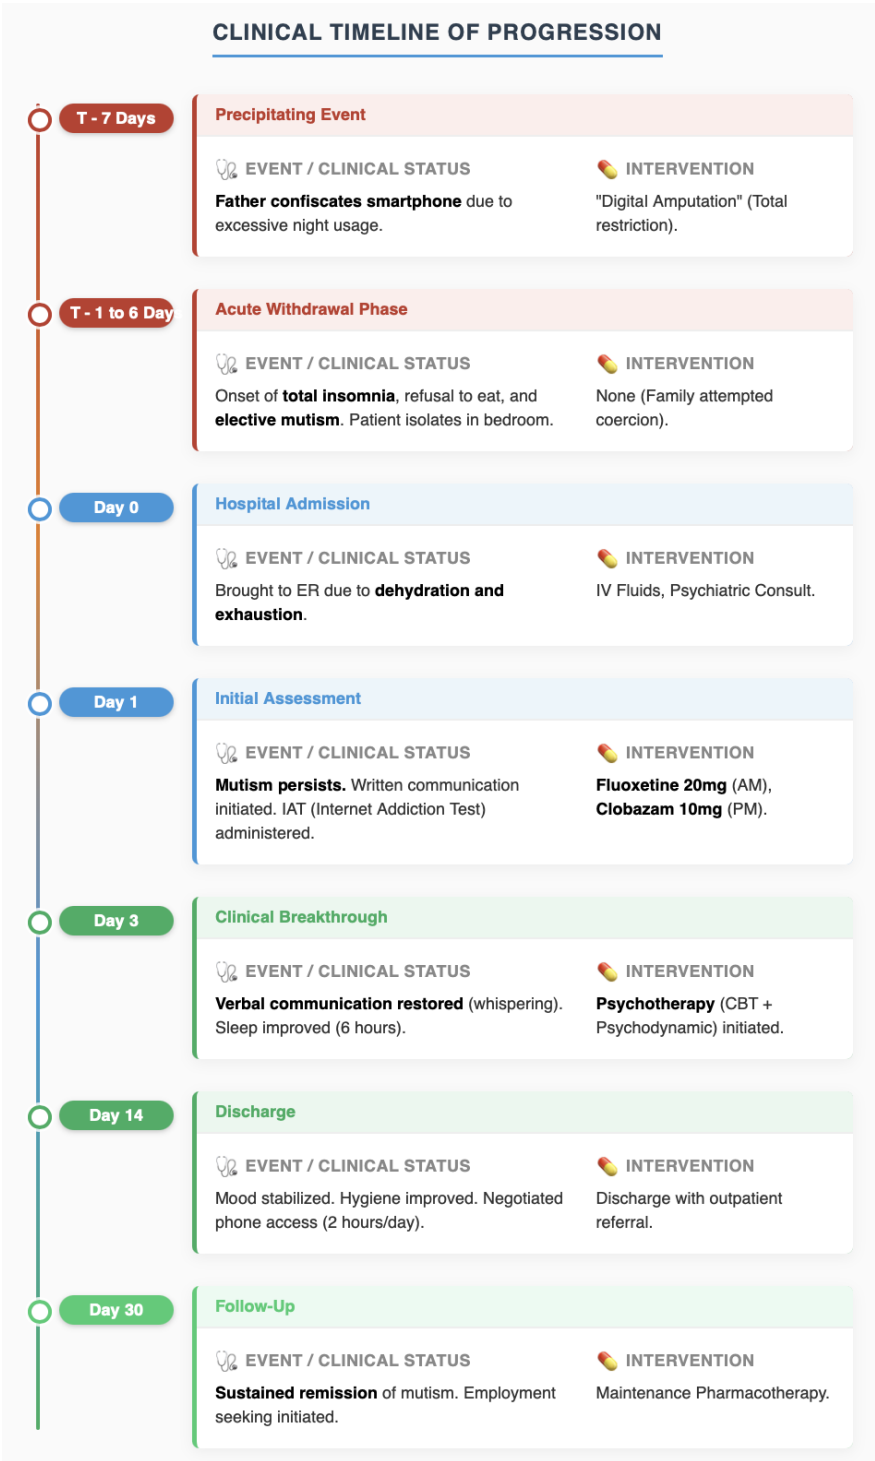 CLINICAL TIMELINE OF PROGRESSION
T - 7 Days
Precipitating Event
EVENT / CLINICAL STATUS
Father confiscates smartphone due to
excessive night usage.
INTERVENTION
"Digital Amputation" (Total
restriction).
T - 1 to 6 Day
Acute Withdrawal Phase
EVENT / CLINICAL STATUS
Onset of total insomnia, refusal to eat, and
elective mutism. Patient isolates in bedroom.
INTERVENTION
None (Family attempted
coercion).
Day 0
Hospital Admission
EVENT / CLINICAL STATUS
Brought to ER due to dehydration and
exhaustion.
INTERVENTION
IV Fluids, Psychiatric Consult.
Day 1
Initial Assessment
EVENT / CLINICAL STATUS
Mutism persists. Written communication
initiated. IAT (Internet Addiction Test)
administered.
INTERVENTION
Fluoxetine 20mg (AM),
Clobazam 10mg (PM).
Day 3
Clinical Breakthrough
EVENT / CLINICAL STATUS
Verbal communication restored (whispering).
Sleep improved (6 hours).
INTERVENTION
Psychotherapy (CBT +
Psychodynamic) initiated.
Day 14
Discharge
EVENT / CLINICAL STATUS
Mood stabilized. Hygiene improved. Negotiated
phone access (2 hours/day).
INTERVENTION
Discharge with outpatient
referral.
Day 30
Follow-Up
EVENT / CLINICAL STATUS
Sustained remission of mutism. Employment
seeking initiated.
INTERVENTION
Maintenance Pharmacotherapy.